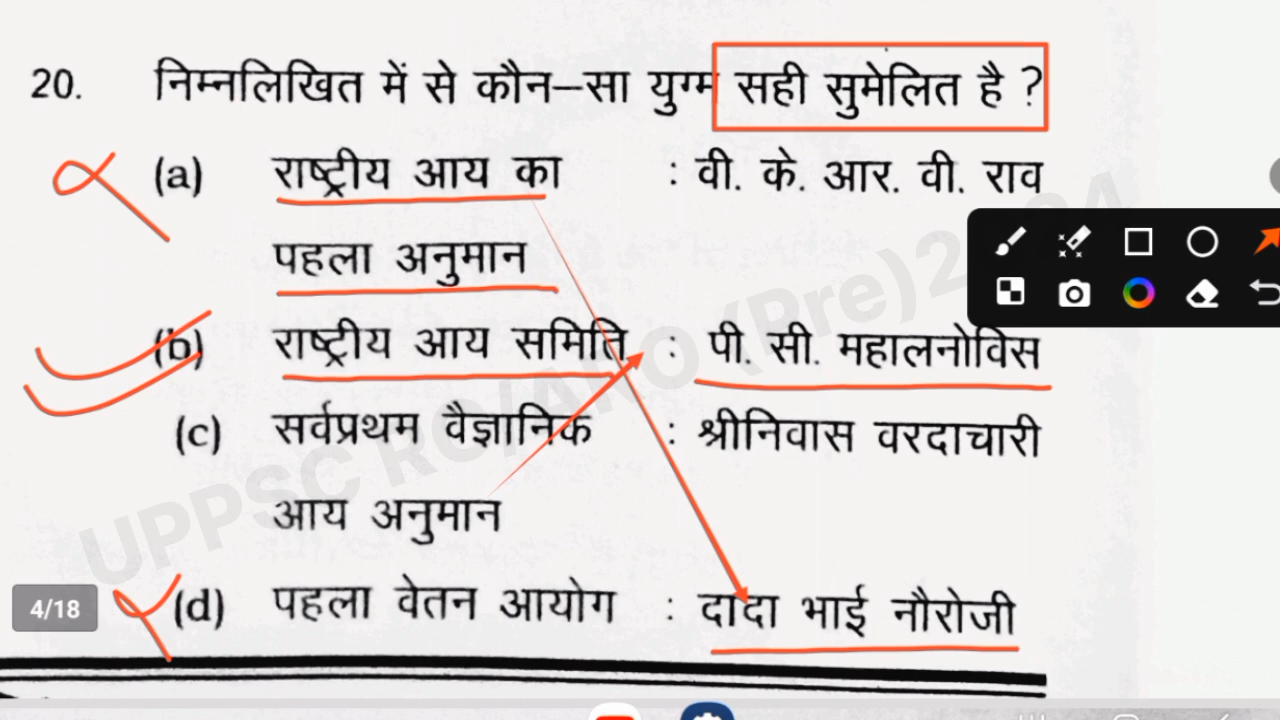 20. निम्नलिखित में से कौन–सा युग्म सही सुमेलित है ?
(a) राष्ट्रीय आय का : वी. के. आर. वी. राव
पहला अनुमान
(b) राष्ट्रीय आय समिति : पी. सी. महालनोविस
(c) सर्वप्रथम वैज्ञानिक : श्रीनिवास वरदाचारी
आय अनुमान
(d) पहला वेतन आयोग : दादा भाई नौरोजी
4/18
UPPSC RO/ARO (Pre) 2024